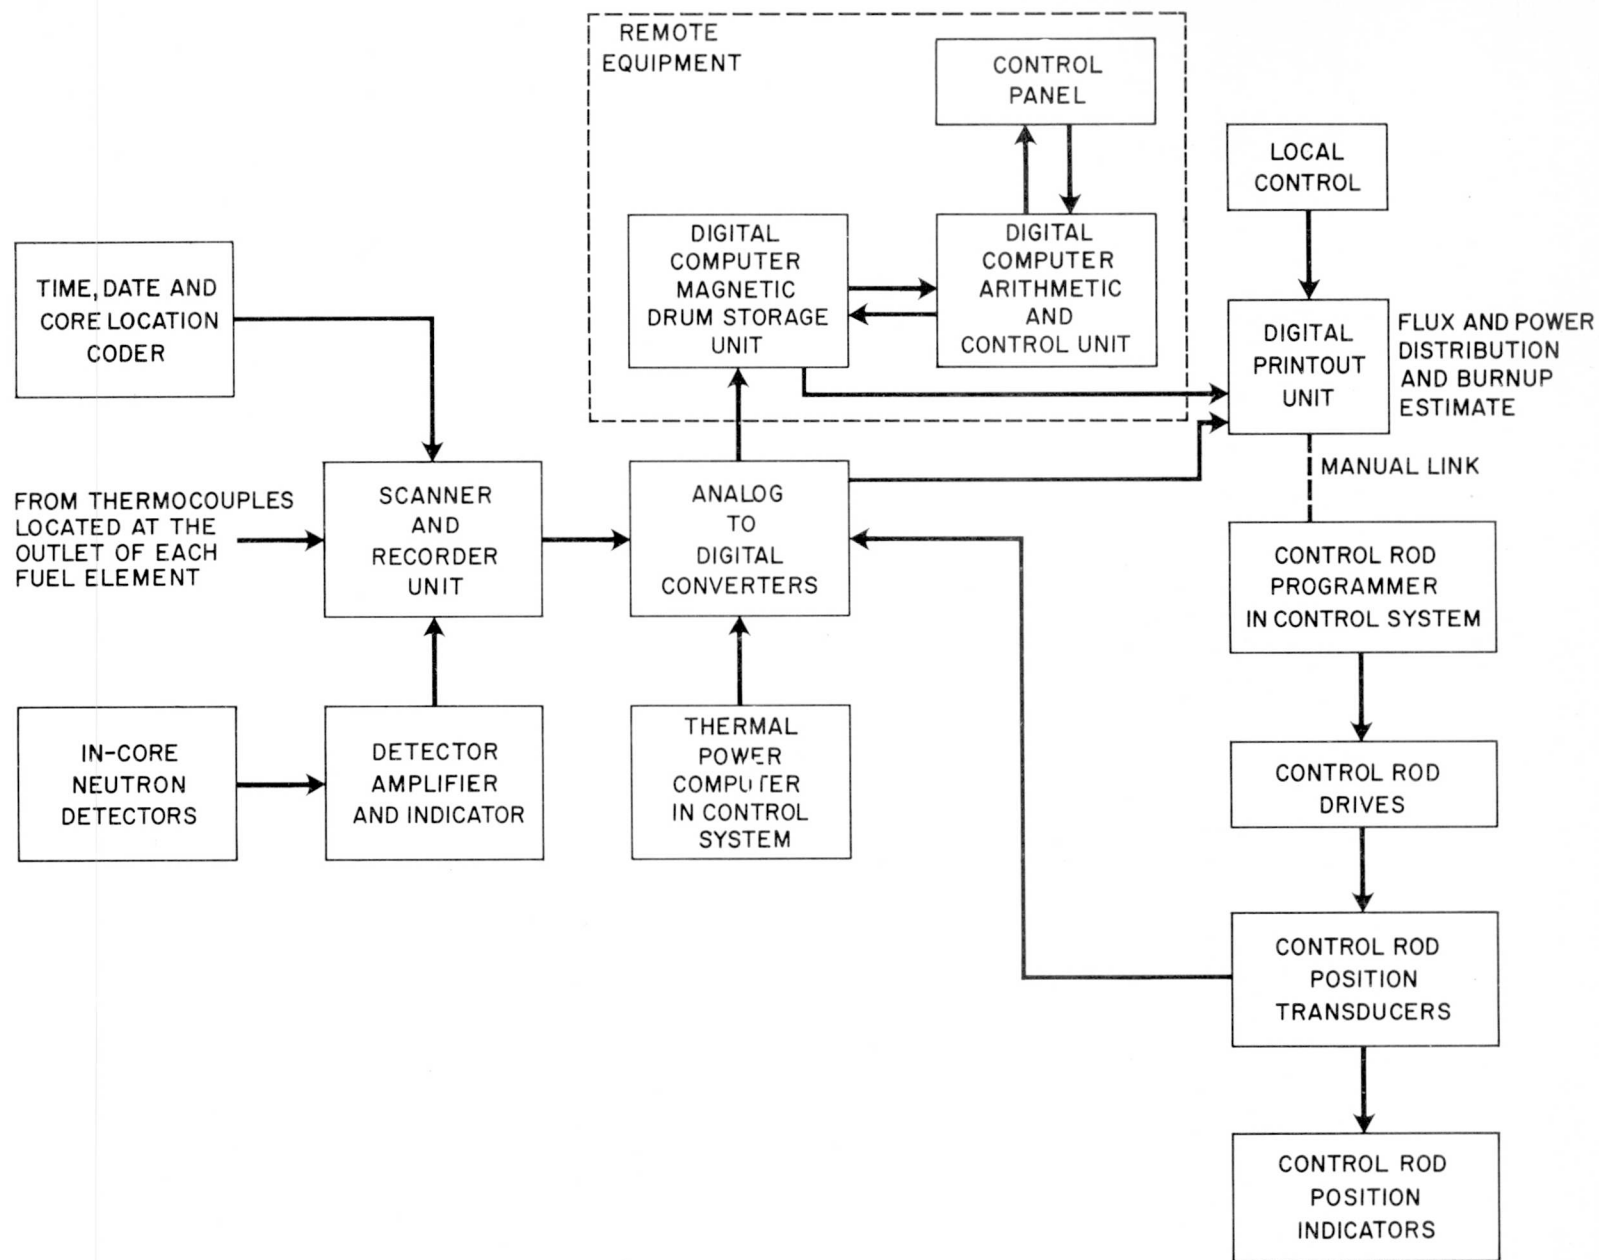 REMOTE
EQUIPMENT
CONTROL
PANEL
LOCAL
CONTROL
DIGITAL
COMPUTER
MAGNETIC
DRUM STORAGE
UNIT
DIGITAL
COMPUTER
ARITHMETIC
AND
CONTROL UNIT
TIME, DATE AND
CORE LOCATION
CODER
DIGITAL
PRINTOUT
UNIT
FLUX AND POWER
DISTRIBUTION
AND BURNUP
ESTIMATE
MANUAL LINK
FROM THERMOCOUPLES
LOCATED AT THE
OUTLET OF EACH
FUEL ELEMENT
SCANNER
AND
RECORDER
UNIT
ANALOG
TO
DIGITAL
CONVERTERS
CONTROL ROD
PROGRAMMER
IN CONTROL SYSTEM
IN-CORE
NEUTRON
DETECTORS
DETECTOR
AMPLIFIER
AND INDICATOR
THERMAL
POWER
COMPUTER
IN CONTROL
SYSTEM
CONTROL ROD
DRIVES
CONTROL ROD
POSITION
TRANSDUCERS
CONTROL ROD
POSITION
INDICATORS